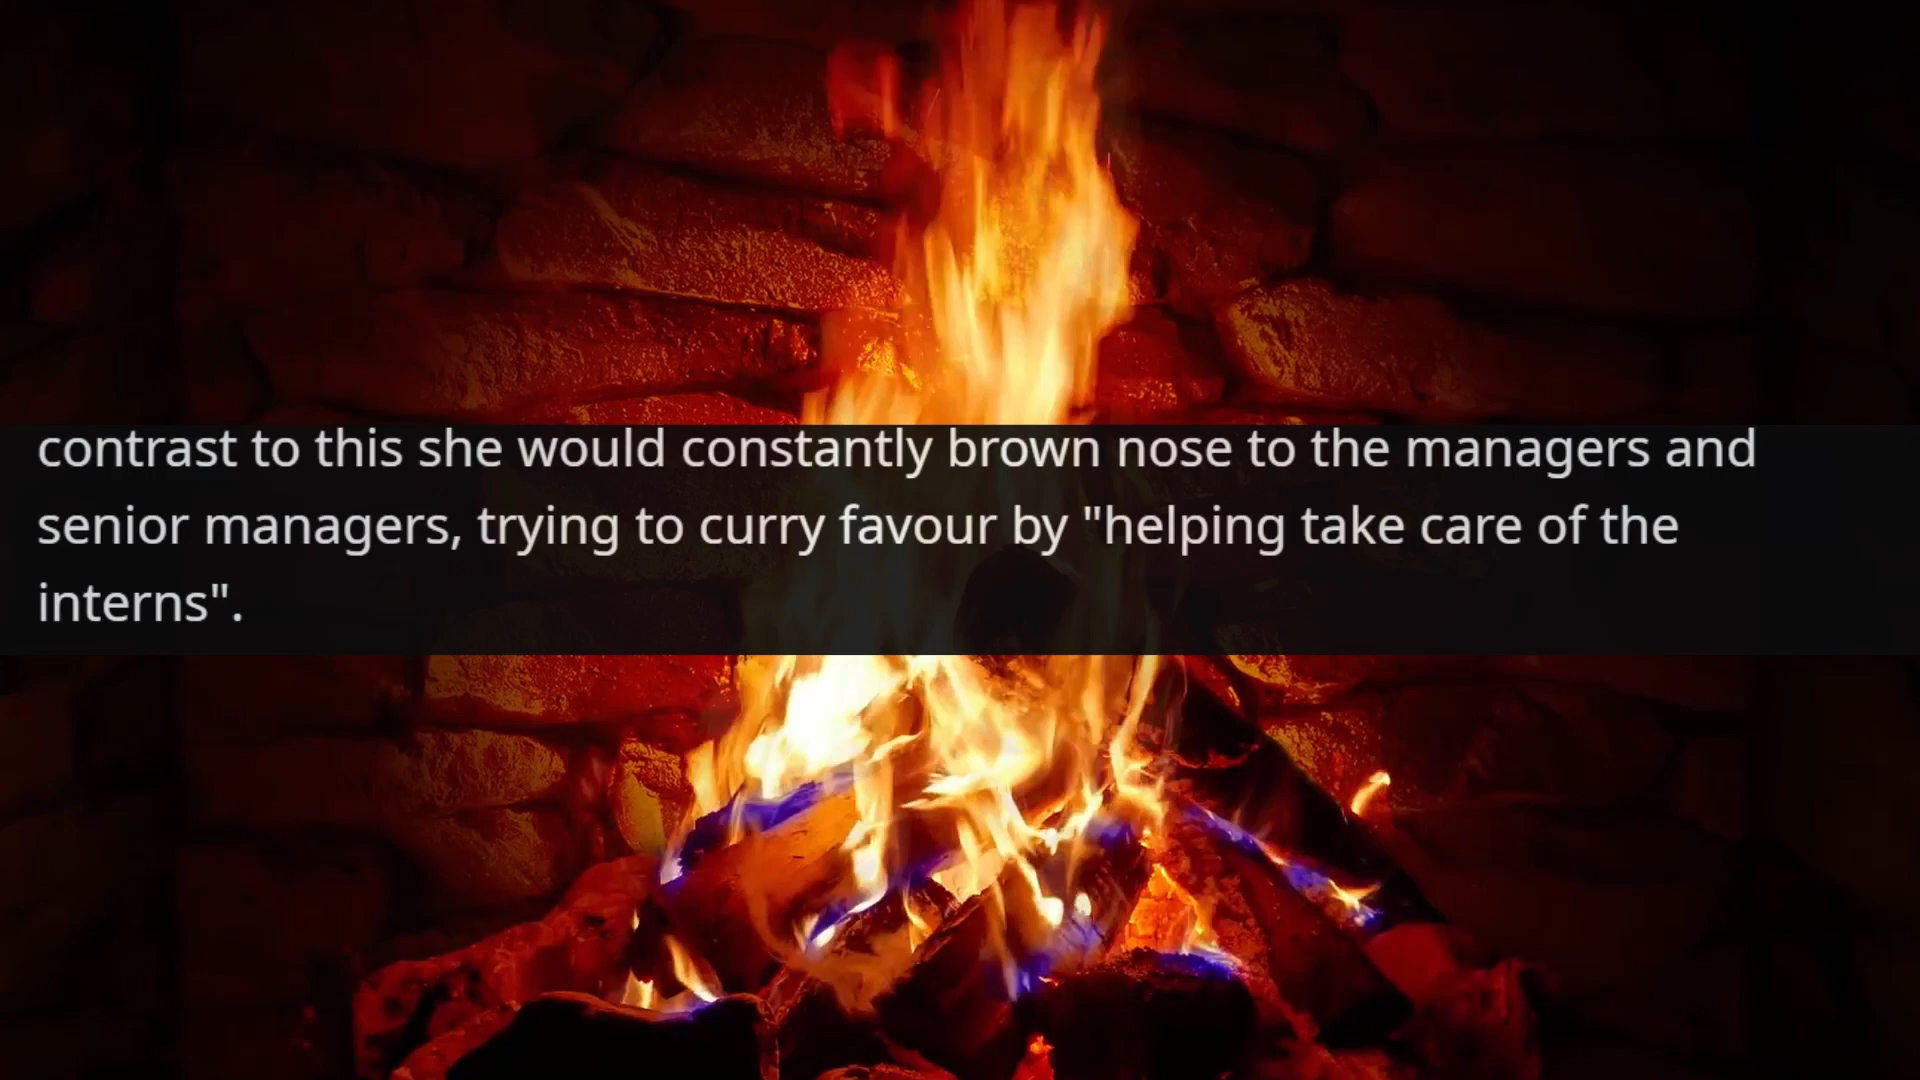 contrast to this she would constantly brown nose to the managers and
senior managers, trying to curry favour by "helping take care of the
interns".